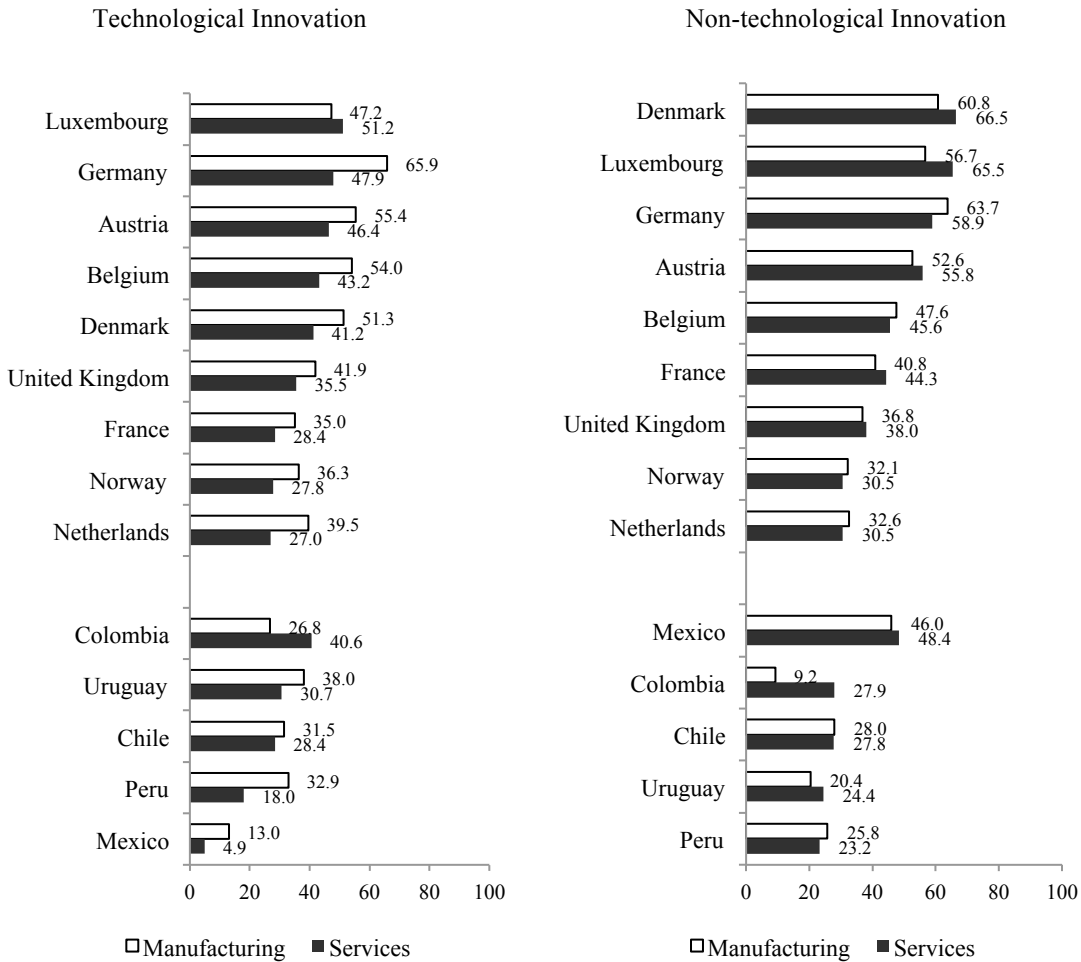 Technological Innovation
Luxembourg
47.2
51.2
Germany
65.9
47.9
Austria
55.4
46.4
Belgium
54.0
43.2
Denmark
51.3
41.2
United Kingdom
41.9
35.5
France
35.0
28.4
Norway
36.3
27.8
Netherlands
39.5
27.0
Colombia
26.8
40.6
Uruguay
38.0
30.7
Chile
31.5
28.4
Peru
32.9
18.0
Mexico
13.0
4.9
0 20 40 60 80 100
Manufacturing Services
Non-technological Innovation
Denmark
60.8
66.5
Luxembourg
56.7
65.5
Germany
63.7
58.9
Austria
52.6
55.8
Belgium
47.6
45.6
France
40.8
44.3
United Kingdom
36.8
38.0
Norway
32.1
30.5
Netherlands
32.6
30.5
Mexico
46.0
48.4
Colombia
9.2
27.9
Chile
28.0
27.8
Uruguay
20.4
24.4
Peru
25.8
23.2
0 20 40 60 80 100
Manufacturing Services